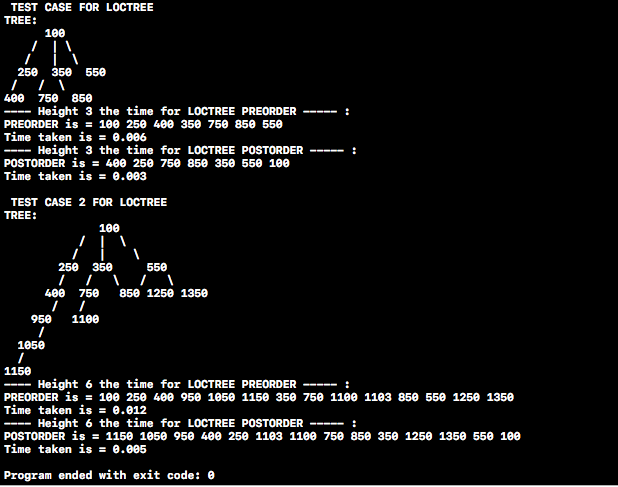 TEST CASE FOR LOCTREE
TREE:
      100
    /  | \
   /   |  \
  250  350  550
 /   /  \
400  750  850
---- Height 3 the time for LOCTREE PREORDER ----- :
PREORDER is = 100 250 400 350 750 850 550
Time taken is = 0.006
---- Height 3 the time for LOCTREE POSTORDER ----- :
POSTORDER is = 400 250 750 850 350 550 100
Time taken is = 0.003

 TEST CASE 2 FOR LOCTREE
TREE:
              100
           /  |  \
          /   |    \
        250  350     550
        /   /   \   /   \
      400  750   850 1250 1350
       /   /
    950   1100
     /
  1050
  /
1150
---- Height 6 the time for LOCTREE PREORDER ----- :
PREORDER is = 100 250 400 950 1050 1150 350 750 1100 1103 850 550 1250 1350
Time taken is = 0.012
---- Height 6 the time for LOCTREE POSTORDER ----- :
POSTORDER is = 1150 1050 950 400 250 1103 1100 750 850 350 1250 1350 550 100
Time taken is = 0.005

Program ended with exit code: 0